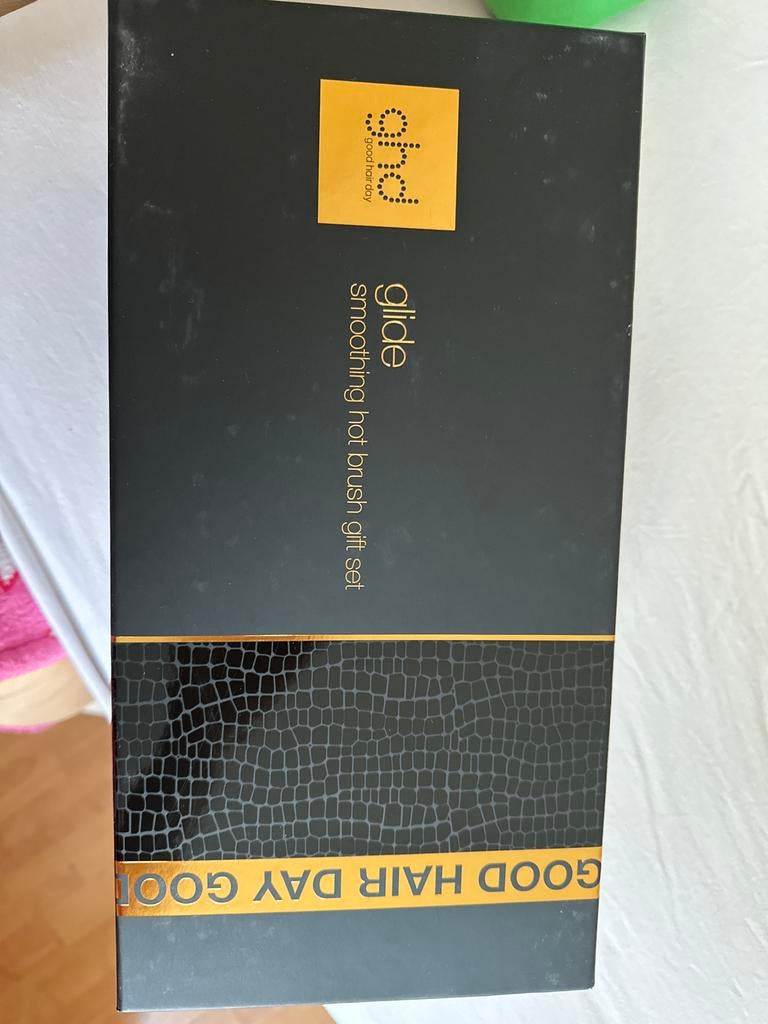 ghd
good hair day
glide
smoothing hot brush gift set
GOOD HAIR DAY GOOD